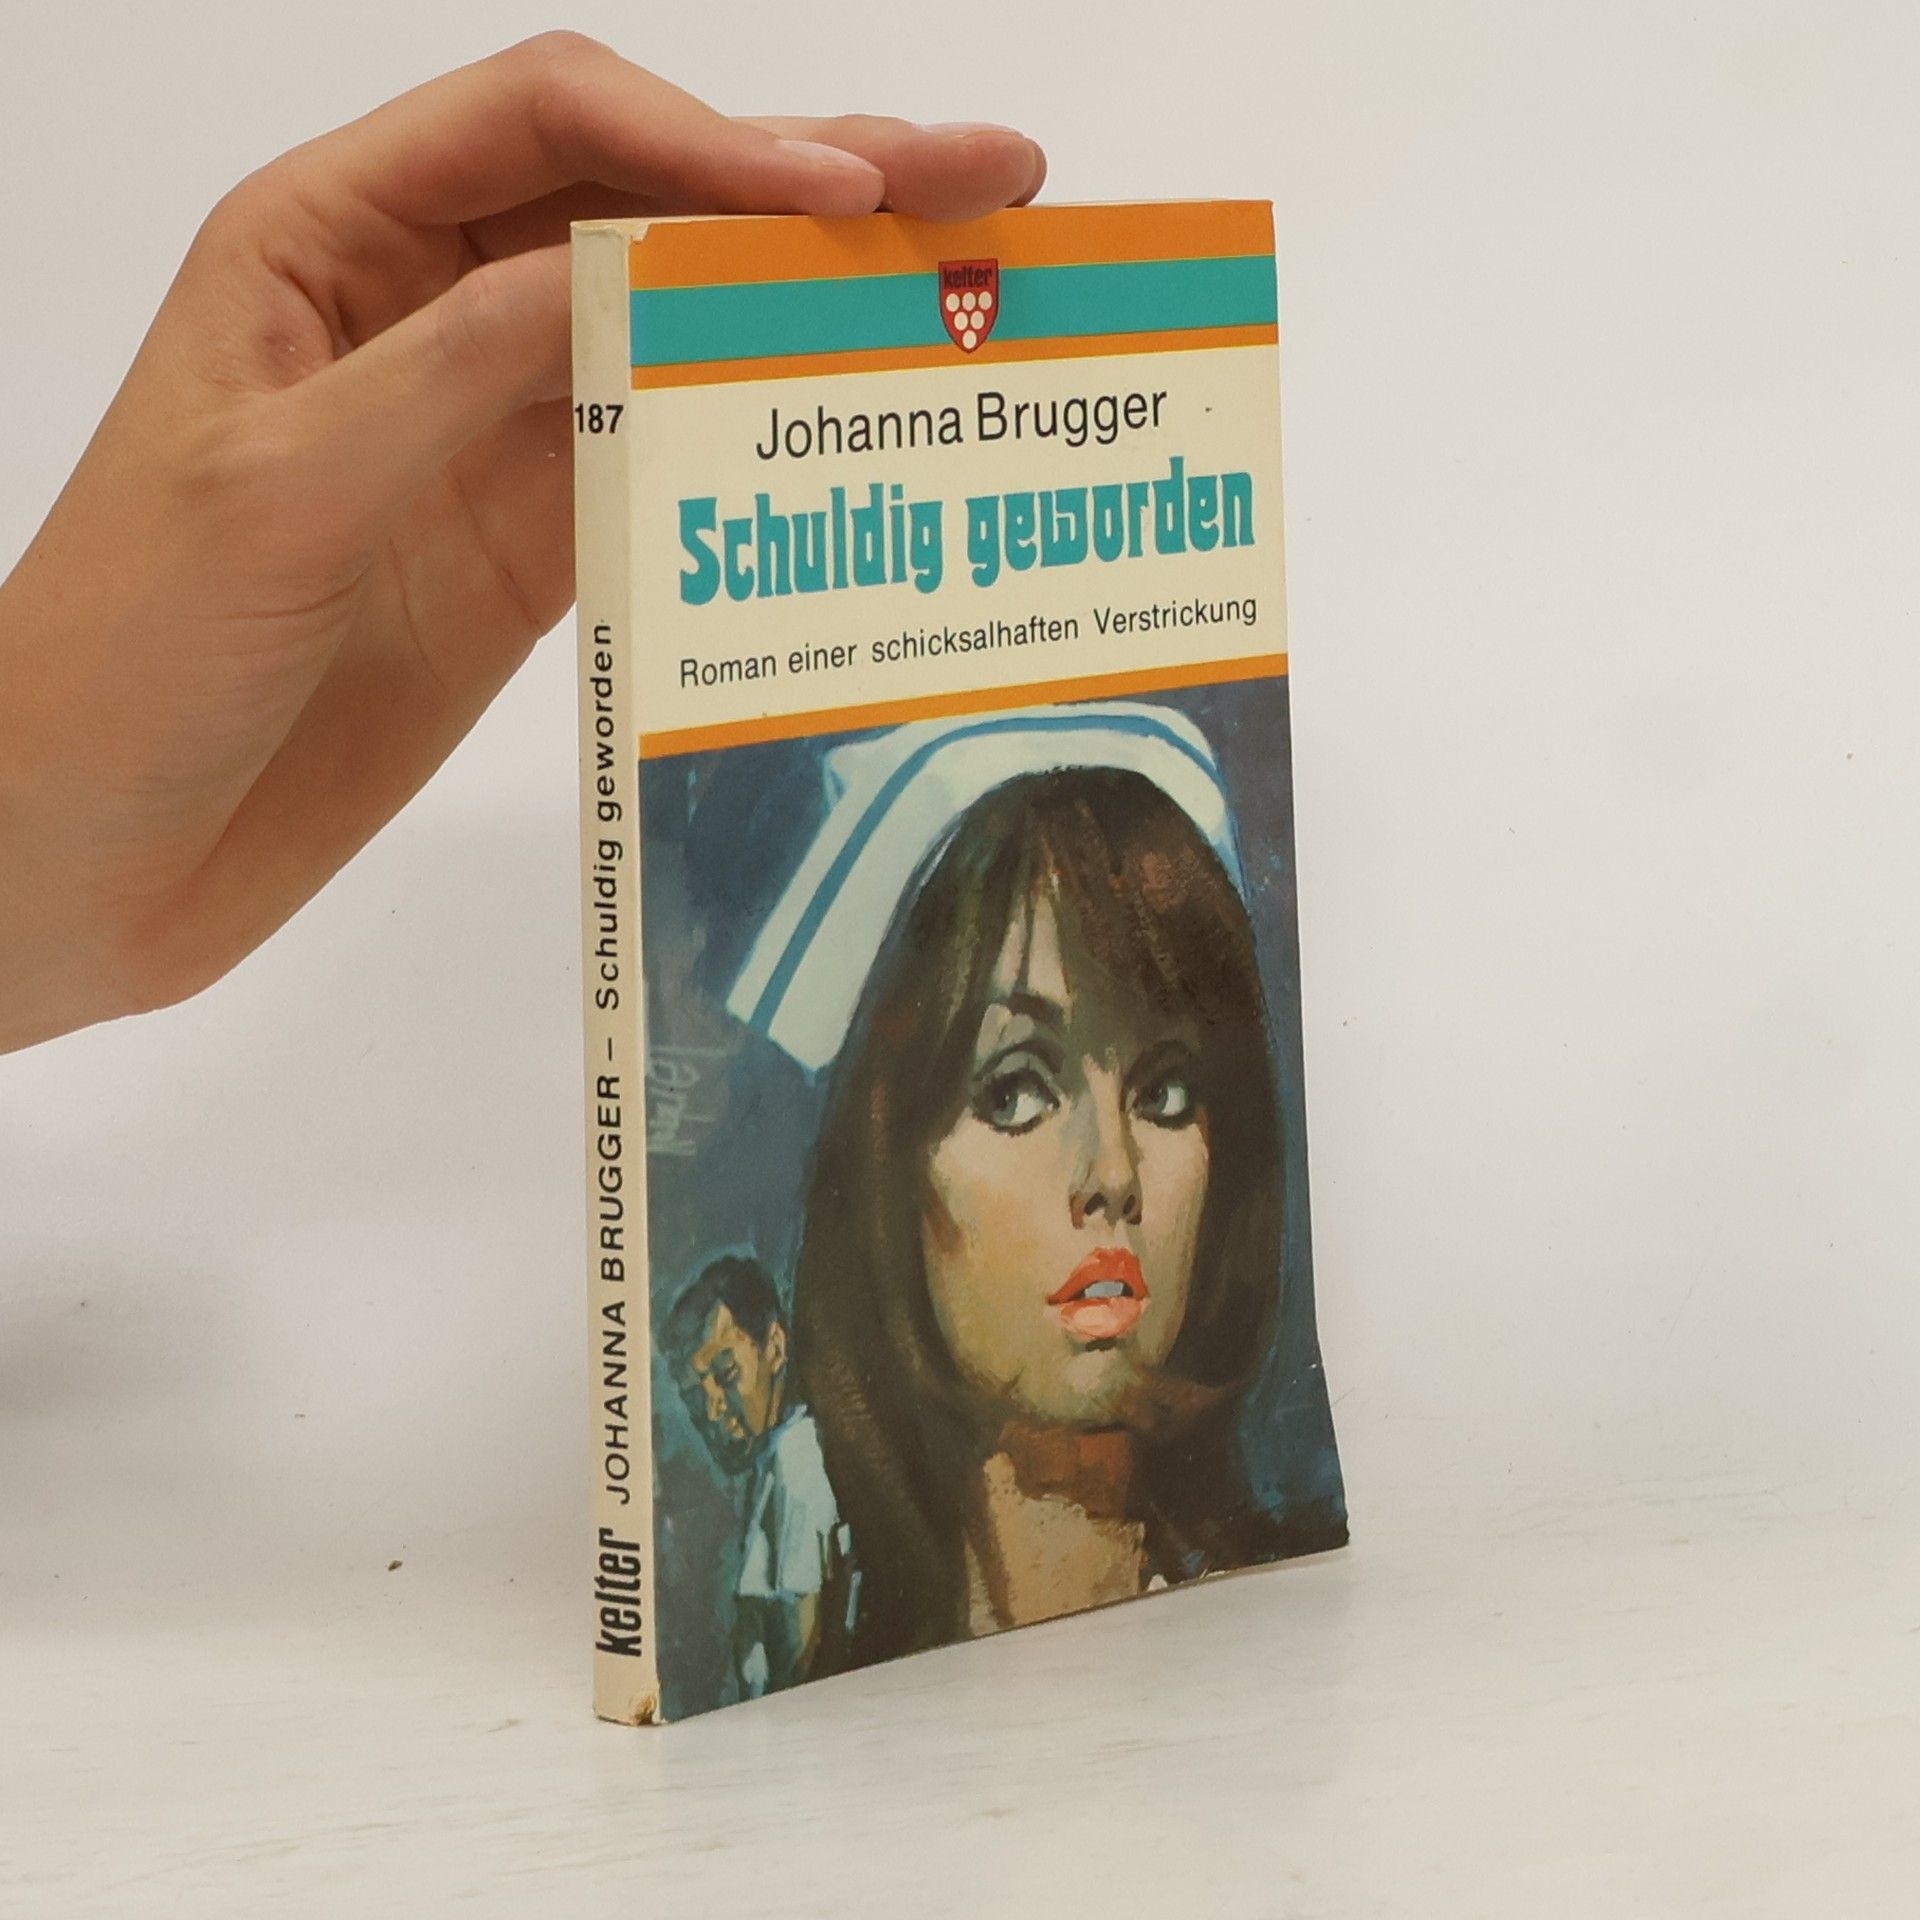 kelter
Johanna Brugger
Schuldig geworden
Roman einer schicksalhaften Verstrickung
187
kelter JOHANNA BRUGGER – Schuldig geworden